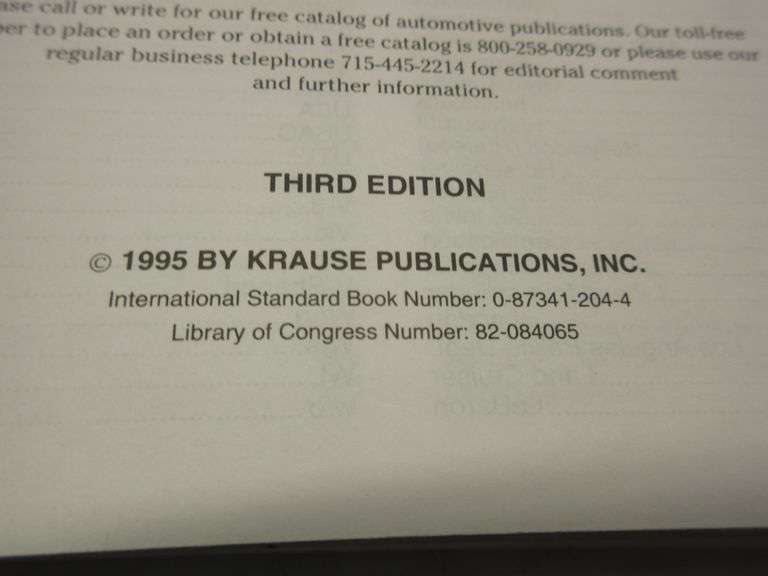 ase call or write for our free catalog of automotive publications. Our toll-free
ber to place an order or obtain a free catalog is 800-258-0929 or please use our
regular business telephone 715-445-2214 for editorial comment
and further information.
THIRD EDITION
© 1995 BY KRAUSE PUBLICATIONS, INC.
International Standard Book Number: 0-87341-204-4
Library of Congress Number: 82-084065